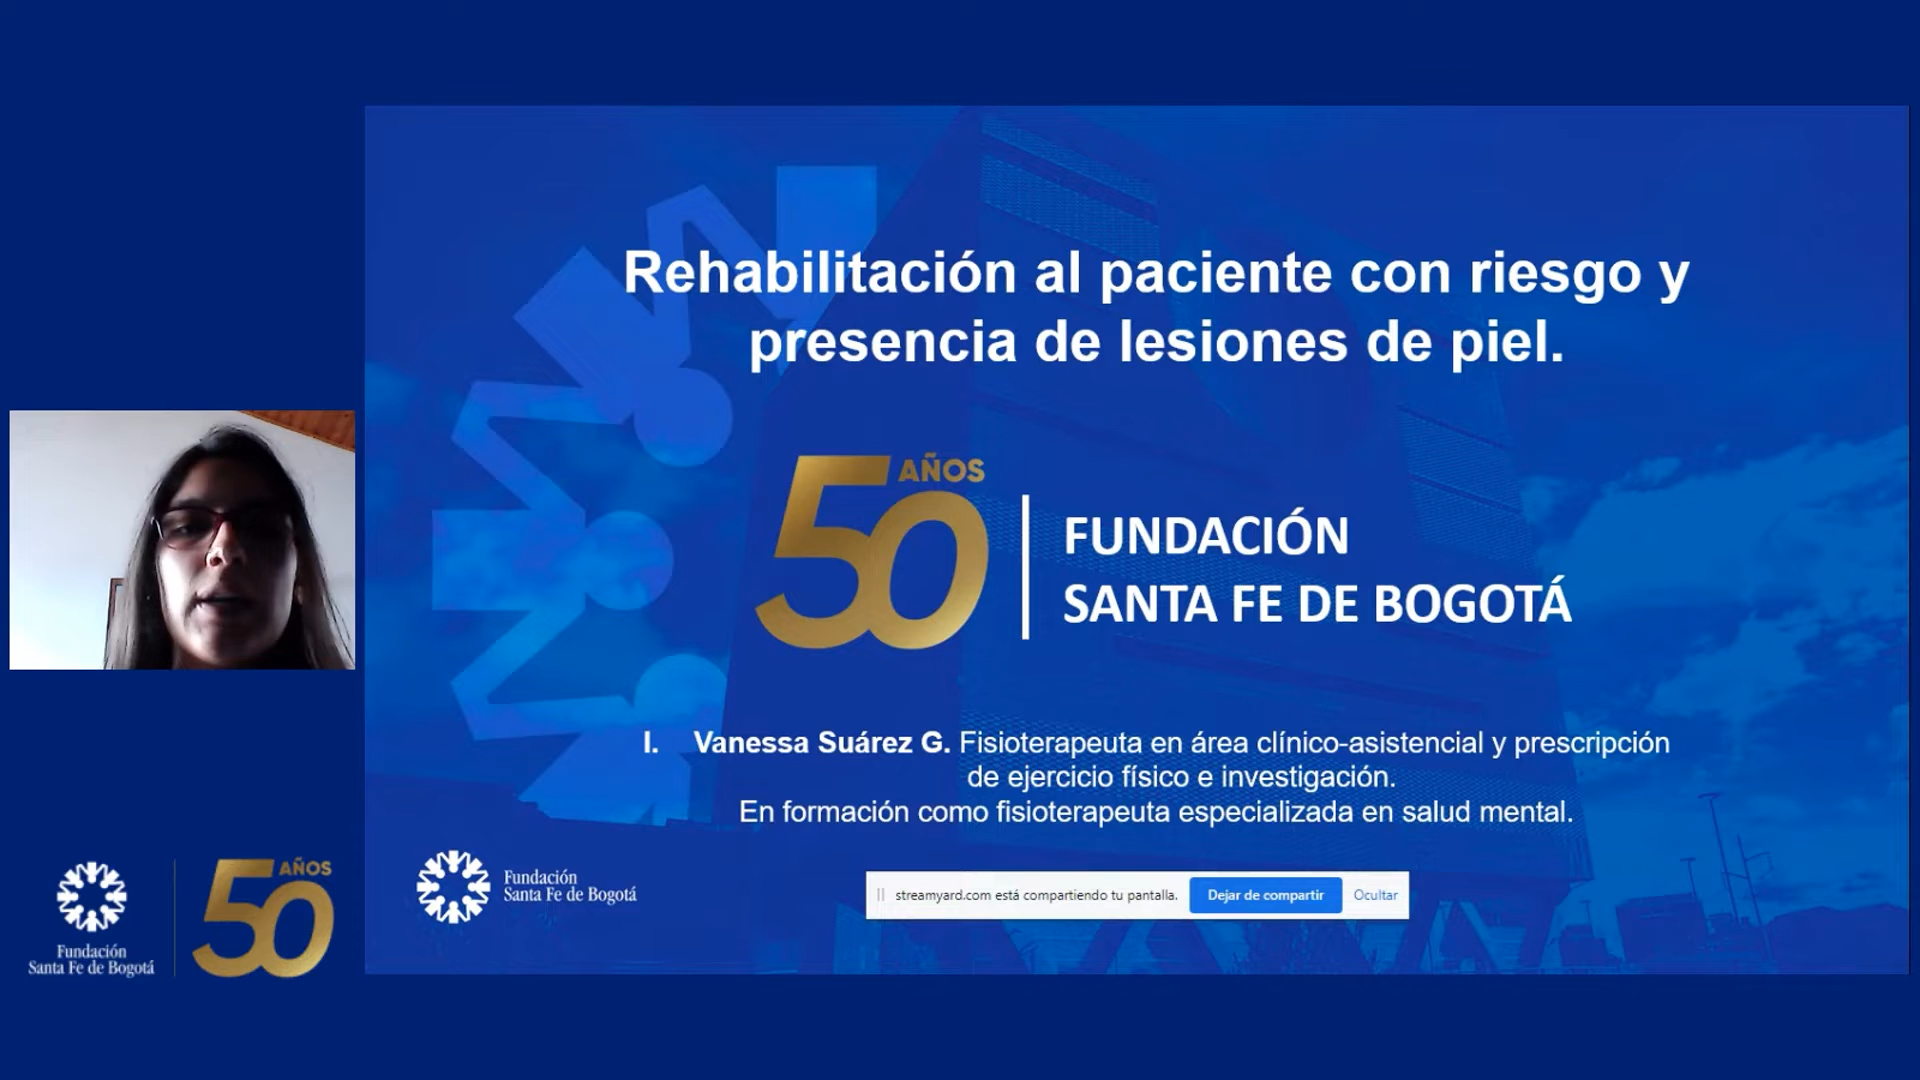 Rehabilitación al paciente con riesgo y
presencia de lesiones de piel.
50 AÑOS
FUNDACIÓN
SANTA FE DE BOGOTÁ
I. Vanessa Suárez G. Fisioterapeuta en área clínico-asistencial y prescripción
de ejercicio físico e investigación.
En formación como fisioterapeuta especializada en salud mental.
Fundación
Santa Fe de Bogotá
streamyard.com está compartiendo tu pantalla. Dejar de compartir Ocultar
Fundación
Santa Fe de Bogotá
50 AÑOS